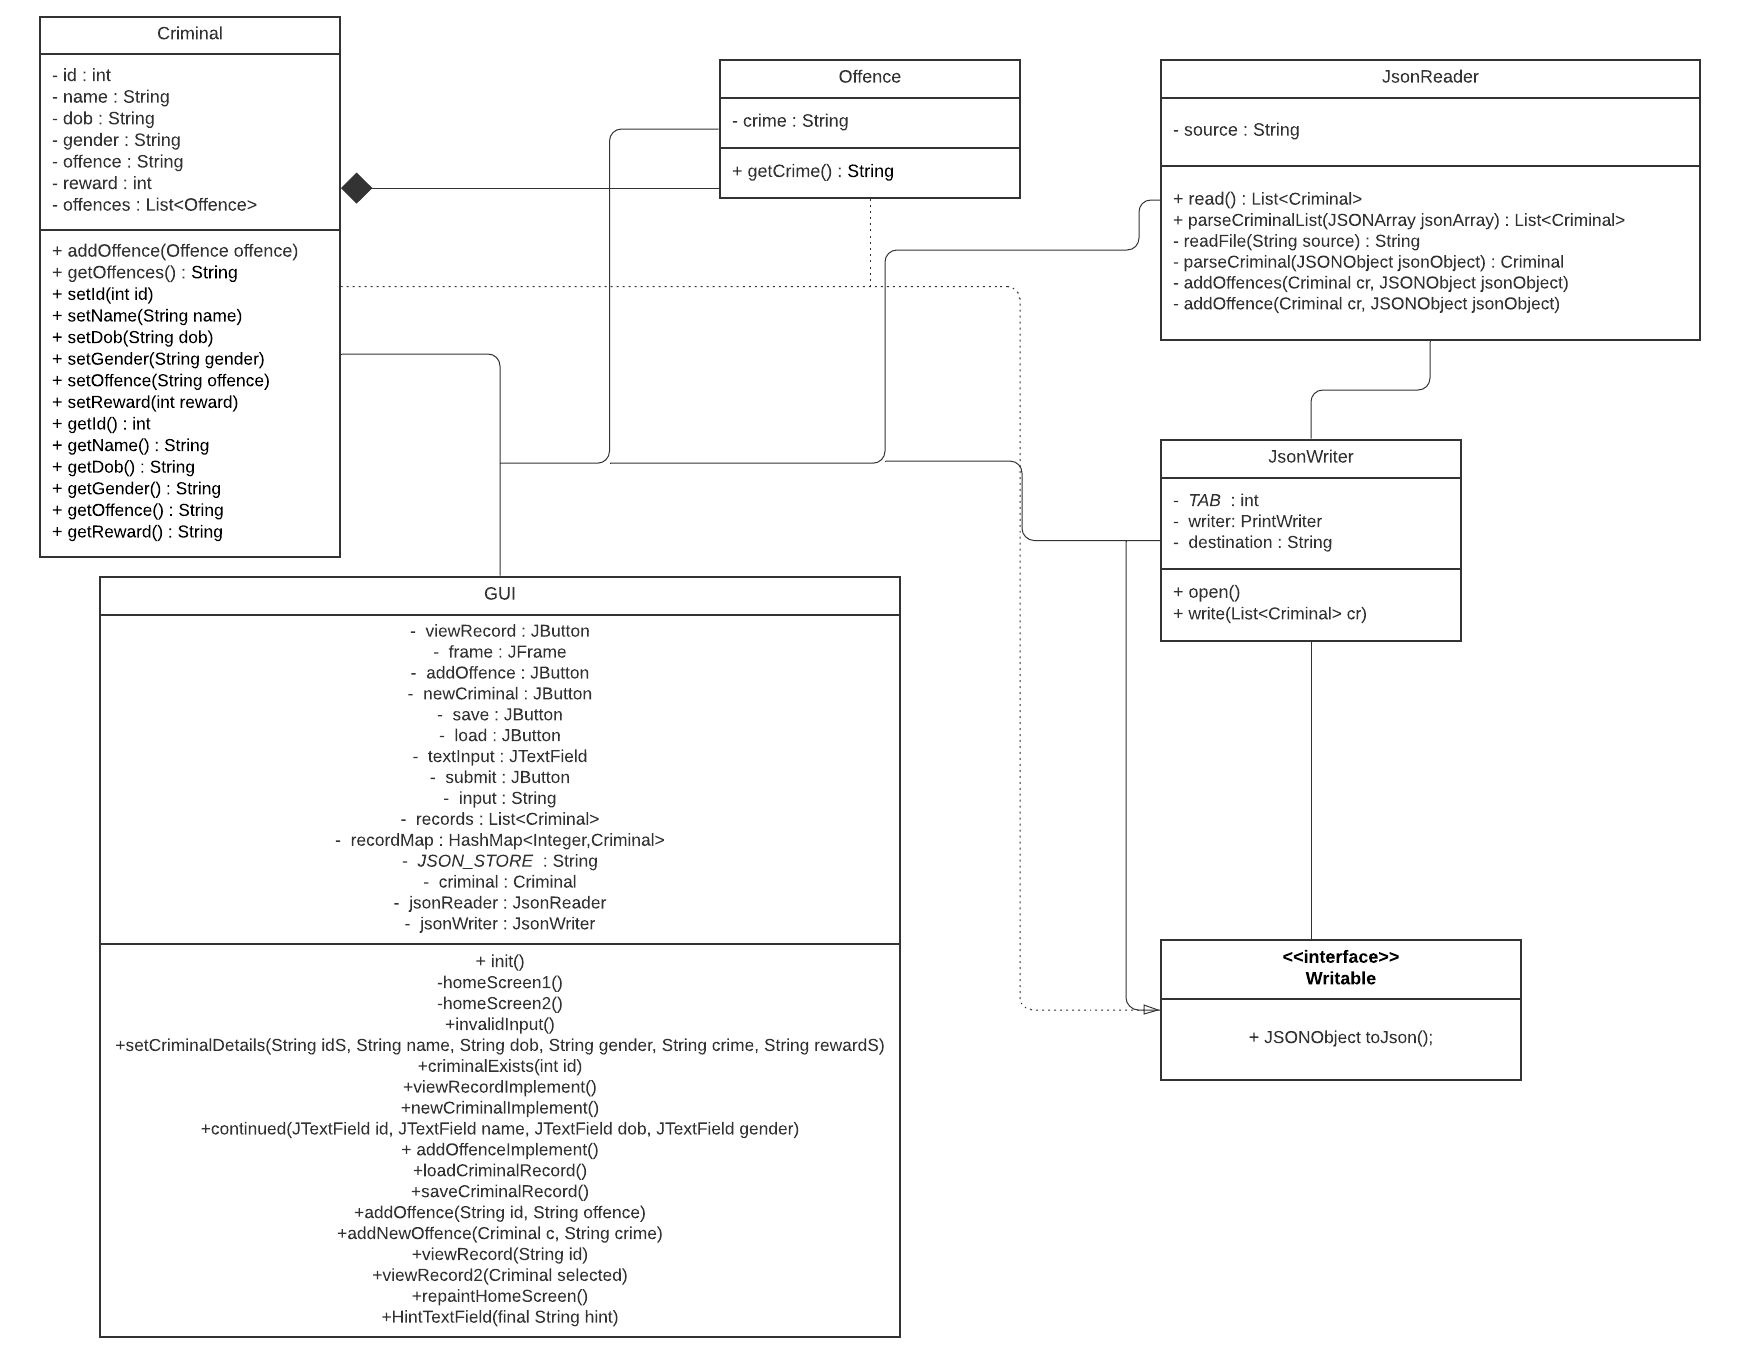 Criminal
- id : int
- name : String
- dob : String
- gender : String
- offence : String
- reward : int
- offences : List<Offence>
+ addOffence(Offence offence)
+ getOffences() : String
+ setId(int id)
+ setName(String name)
+ setDob(String dob)
+ setGender(String gender)
+ setOffence(String offence)
+ setReward(int reward)
+ getId() : int
+ getName() : String
+ getDob() : String
+ getGender() : String
+ getOffence() : String
+ getReward() : String
Offence
- crime : String
+ getCrime() : String
JsonReader
- source : String
+ read() : List<Criminal>
+ parseCriminalList(JSONArray jsonArray) : List<Criminal>
- readFile(String source) : String
- parseCriminal(JSONObject jsonObject) : Criminal
- addOffences(Criminal cr, JSONObject jsonObject)
- addOffence(Criminal cr, JSONObject jsonObject)
JsonWriter
- TAB : int
- writer: PrintWriter
- destination : String
+ open()
+ write(List<Criminal> cr)
GUI
- viewRecord : JButton
- frame : JFrame
- addOffence : JButton
- newCriminal : JButton
- save : JButton
- load : JButton
- textInput : JTextField
- submit : JButton
- input : String
- records : List<Criminal>
- recordMap : HashMap<Integer,Criminal>
- JSON_STORE : String
- criminal : Criminal
- jsonReader : JsonReader
- jsonWriter : JsonWriter
+ init()
-homeScreen1()
-homeScreen2()
+invalidInput()
+setCriminalDetails(String idS, String name, String dob, String gender, String crime, String rewardS)
+criminalExists(int id)
+viewRecordImplement()
+newCriminalImplement()
+continued(JTextField id, JTextField name, JTextField dob, JTextField gender)
+ addOffenceImplement()
+loadCriminalRecord()
+saveCriminalRecord()
+addOffence(String id, String offence)
+addNewOffence(Criminal c, String crime)
+viewRecord(String id)
+viewRecord2(Criminal selected)
+repaintHomeScreen()
+HintTextField(final String hint)
<<interface>>
Writable
+ JSONObject toJson();